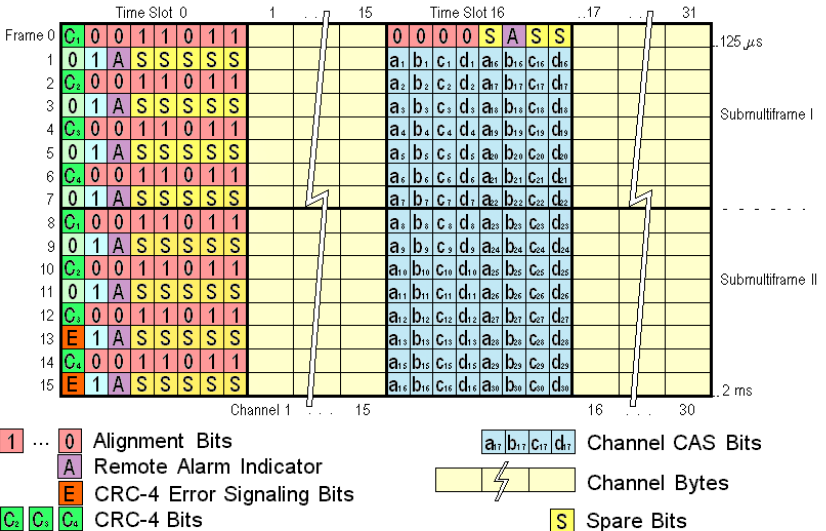 Time Slot 0 1 . . . 15 Time Slot 16 ..17 . . . 31
Frame 0 C₁ 0 0 1 1 0 1 1 0 0 0 0 S A S S ..125 µs
1 0 1 A S S S S S a₁ b₁ c₁ d₁ a₁₆ b₁₆ c₁₆ d₁₆
2 C₂ 0 0 1 1 0 1 1 a₂ b₂ c₂ d₂ a₁₇ b₁₇ c₁₇ d₁₇
3 0 1 A S S S S S a₃ b₃ c₃ d₃ a₁₈ b₁₈ c₁₈ d₁₈
Submultiframe I
4 C₃ 0 0 1 1 0 1 1 a₄ b₄ c₄ d₄ a₁₉ b₁₉ c₁₉ d₁₉
5 0 1 A S S S S S a₅ b₅ c₅ d₅ a₂₀ b₂₀ c₂₀ d₂₀
6 C₄ 0 0 1 1 0 1 1 a₆ b₆ c₆ d₆ a₂₁ b₂₁ c₂₁ d₂₁
7 0 1 A S S S S S a₇ b₇ c₇ d₇ a₂₂ b₂₂ c₂₂ d₂₂
8 C₁ 0 0 1 1 0 1 1 a₈ b₈ c₈ d₈ a₂₃ b₂₃ c₂₃ d₂₃
9 0 1 A S S S S S a₉ b₉ c₉ d₉ a₂₄ b₂₄ c₂₄ d₂₄
10 C₂ 0 0 1 1 0 1 1 a₁₀ b₁₀ c₁₀ d₁₀ a₂₅ b₂₅ c₂₅ d₂₅
Submultiframe II
11 0 1 A S S S S S a₁₁ b₁₁ c₁₁ d₁₁ a₂₆ b₂₆ c₂₆ d₂₆
12 C₃ 0 0 1 1 0 1 1 a₁₂ b₁₂ c₁₂ d₁₂ a₂₇ b₂₇ c₂₇ d₂₇
13 E 1 A S S S S S a₁₃ b₁₃ c₁₃ d₁₃ a₂₈ b₂₈ c₂₈ d₂₈
14 C₄ 0 0 1 1 0 1 1 a₁₅ b₁₅ c₁₅ d₁₅ a₂₉ b₂₉ c₂₉ d₂₉
15 E 1 A S S S S S a₁₆ b₁₆ c₁₆ d₁₆ a₃₀ b₃₀ c₃₀ d₃₀ ..2 ms
Channel 1 . . . 15 16 . . . 30
1 ... 0 Alignment Bits
A Remote Alarm Indicator
E CRC-4 Error Signaling Bits
C₂ C₃ C₄ CRC-4 Bits
a₁₇ b₁₇ c₁₇ d₁₇ Channel CAS Bits
Channel Bytes
S Spare Bits